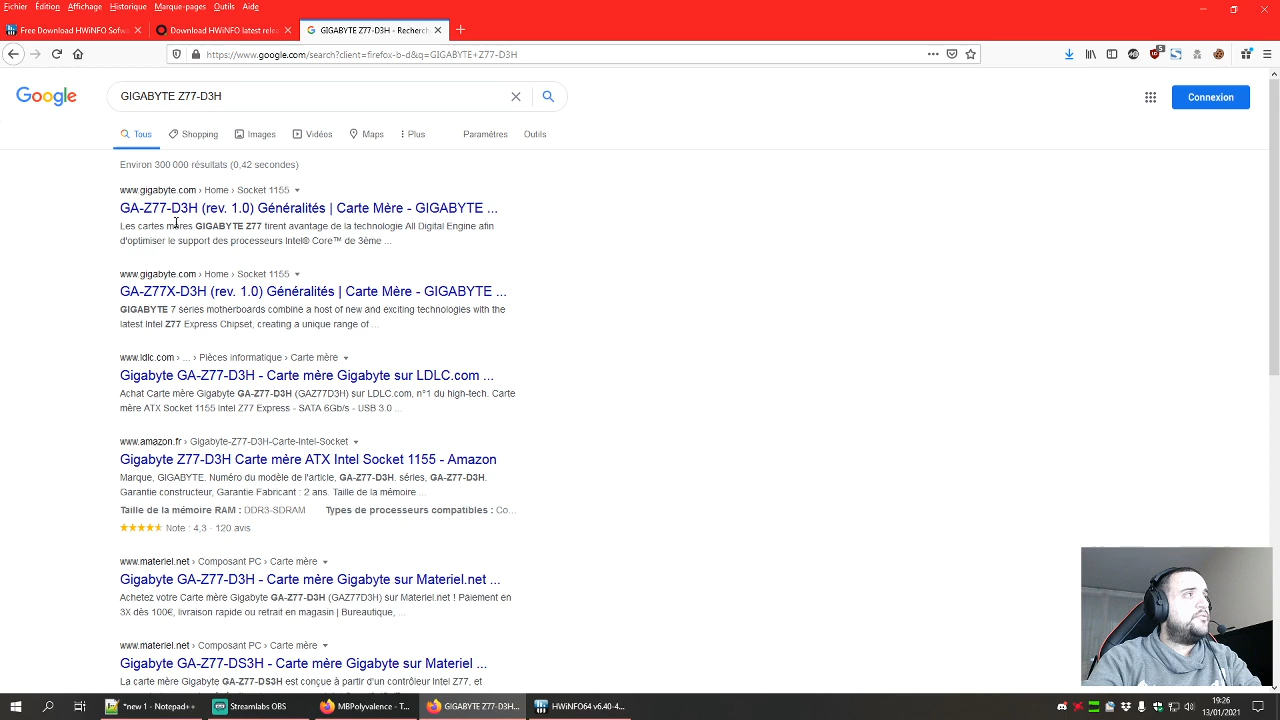 Fichier Édition Affichage Historique Marque-pages Outils Aide
Free Download HWiNFO Softw
Download HWiNFO latest rele
GIGABYTE Z77-D3H - Recherch
https://www.google.com/search?client=firefox-b-d&q=GIGABYTE+Z77-D3H
Google
GIGABYTE Z77-D3H
Connexion
Tous Shopping Images Vidéos Maps Plus Paramètres Outils
Environ 300 000 résultats (0,42 secondes)
www.gigabyte.com › Home › Socket 1155
GA-Z77-D3H (rev. 1.0) Généralités | Carte Mère - GIGABYTE ...
Les cartes mères GIGABYTE Z77 tirent avantage de la technologie All Digital Engine afin
d'optimiser le support des processeurs Intel® Core™ de 3ème ...
www.gigabyte.com › Home › Socket 1155
GA-Z77X-D3H (rev. 1.0) Généralités | Carte Mère - GIGABYTE ...
GIGABYTE 7 series motherboards combine a host of new and exciting technologies with the
latest Intel Z77 Express Chipset, creating a unique range of ...
www.ldlc.com › ... › Pièces informatique › Carte mère
Gigabyte GA-Z77-D3H - Carte mère Gigabyte sur LDLC.com ...
Achat Carte mère Gigabyte GA-Z77-D3H (GAZ77D3H) sur LDLC.com, n°1 du high-tech. Carte
mère ATX Socket 1155 Intel Z77 Express - SATA 6Gb/s - USB 3.0 ...
www.amazon.fr › Gigabyte-Z77-D3H-Carte-Intel-Socket
Gigabyte Z77-D3H Carte mère ATX Intel Socket 1155 - Amazon
Marque, GIGABYTE. Numéro du modèle de l'article, GA-Z77-D3H. séries, GA-Z77-D3H.
Garantie constructeur, Garantie Fabricant : 2 ans. Taille de la mémoire ...
Taille de la mémoire RAM : DDR3-SDRAM Types de processeurs compatibles : Co...
Note : 4,3 · 120 avis
www.materiel.net › Composant PC › Carte mère
Gigabyte GA-Z77-D3H - Carte mère Gigabyte sur Materiel.net ...
Achetez votre Carte mère Gigabyte GA-Z77-D3H (GAZ77D3H) sur Materiel.net ! Paiement en
3X dès 100€, livraison rapide ou retrait en magasin | Bureautique, ...
www.materiel.net › Composant PC › Carte mère
Gigabyte GA-Z77-DS3H - Carte mère Gigabyte sur Materiel ...
La carte mère Gigabyte GA-Z77-DS3H est conçue à partir d'un contrôleur Intel Z77, et
*new 1 - Notepad++
Streamlabs OBS
MBPolyvalence - T...
GIGABYTE Z77-D3H...
HWiNFO64 v6.40-4...
19:26
13/01/2021